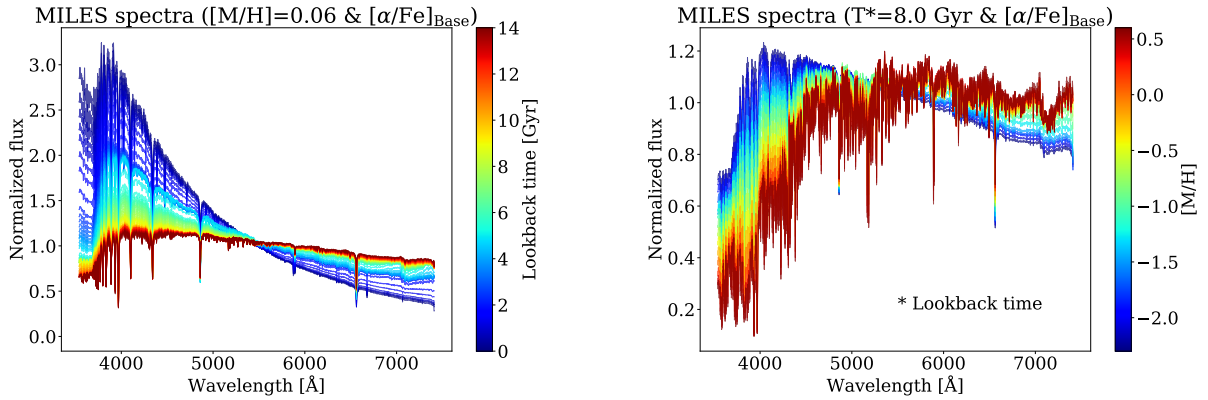 MILES spectra ([M/H]=0.06 & [α/Fe]Base)
3.0
2.5
2.0
1.5
1.0
0.5
0.0
Normalized flux
4000 5000 6000 7000
Wavelength [Å]
14
12
10
8
6
4
2
0
Lookback time [Gyr]
MILES spectra (T*=8.0 Gyr & [α/Fe]Base)
1.2
1.0
0.8
0.6
0.4
0.2
Normalized flux
* Lookback time
4000 5000 6000 7000
Wavelength [Å]
0.5
0.0
−0.5
−1.0
−1.5
−2.0
[M/H]